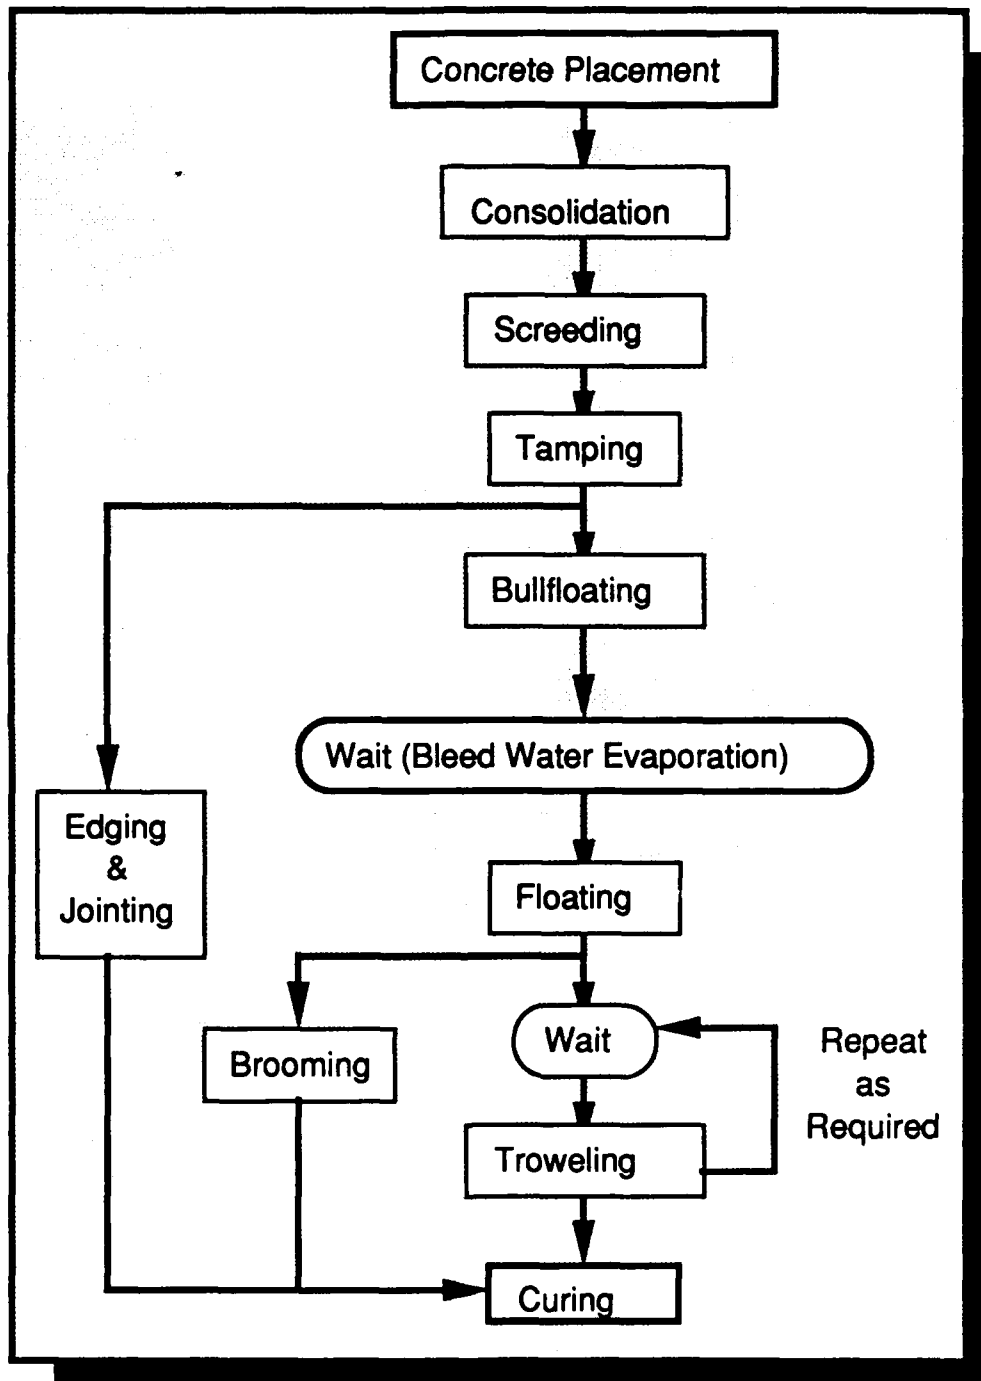 Concrete Placement
Consolidation
Screeding
Tamping
Bullfloating
Wait (Bleed Water Evaporation)
Edging
&
Jointing
Floating
Brooming
Wait
Repeat
as
Required
Troweling
Curing